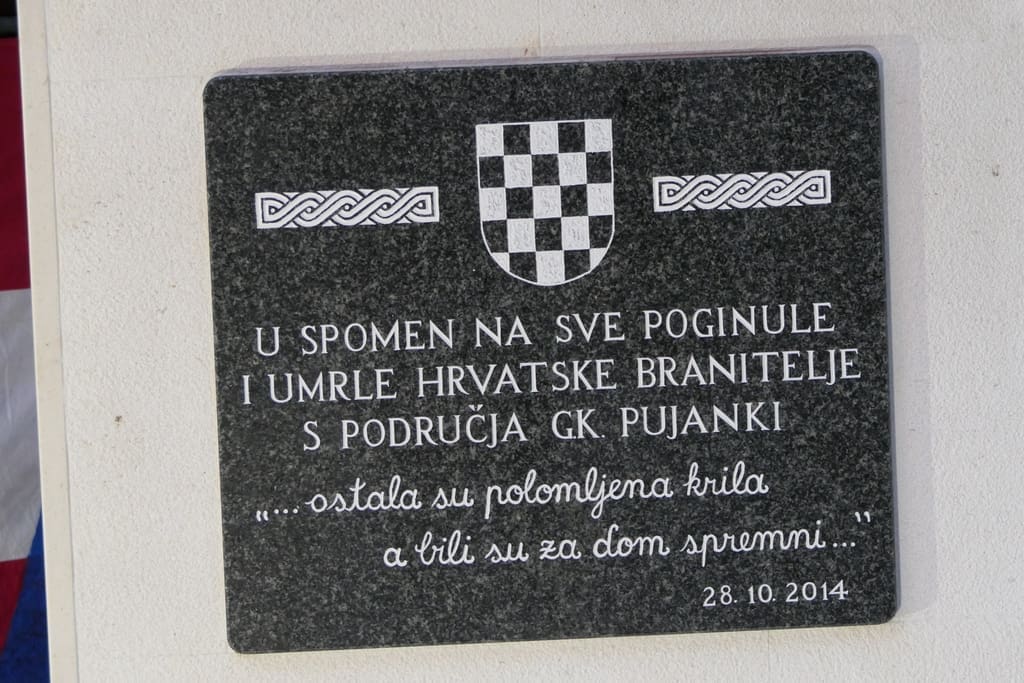 U SPOMEN NA SVE POGINULE
I UMRLE HRVATSKE BRANITELJE
S PODRUČJA GK. PUJANKI
„... ostala su polomljena krila
a bili su za dom spremni..."
28. 10. 2014